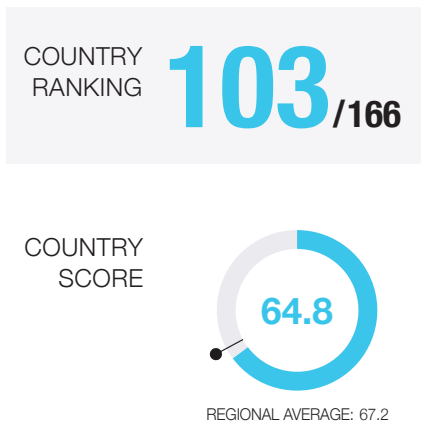 COUNTRY
RANKING
103/166
COUNTRY
SCORE
64.8
REGIONAL AVERAGE: 67.2